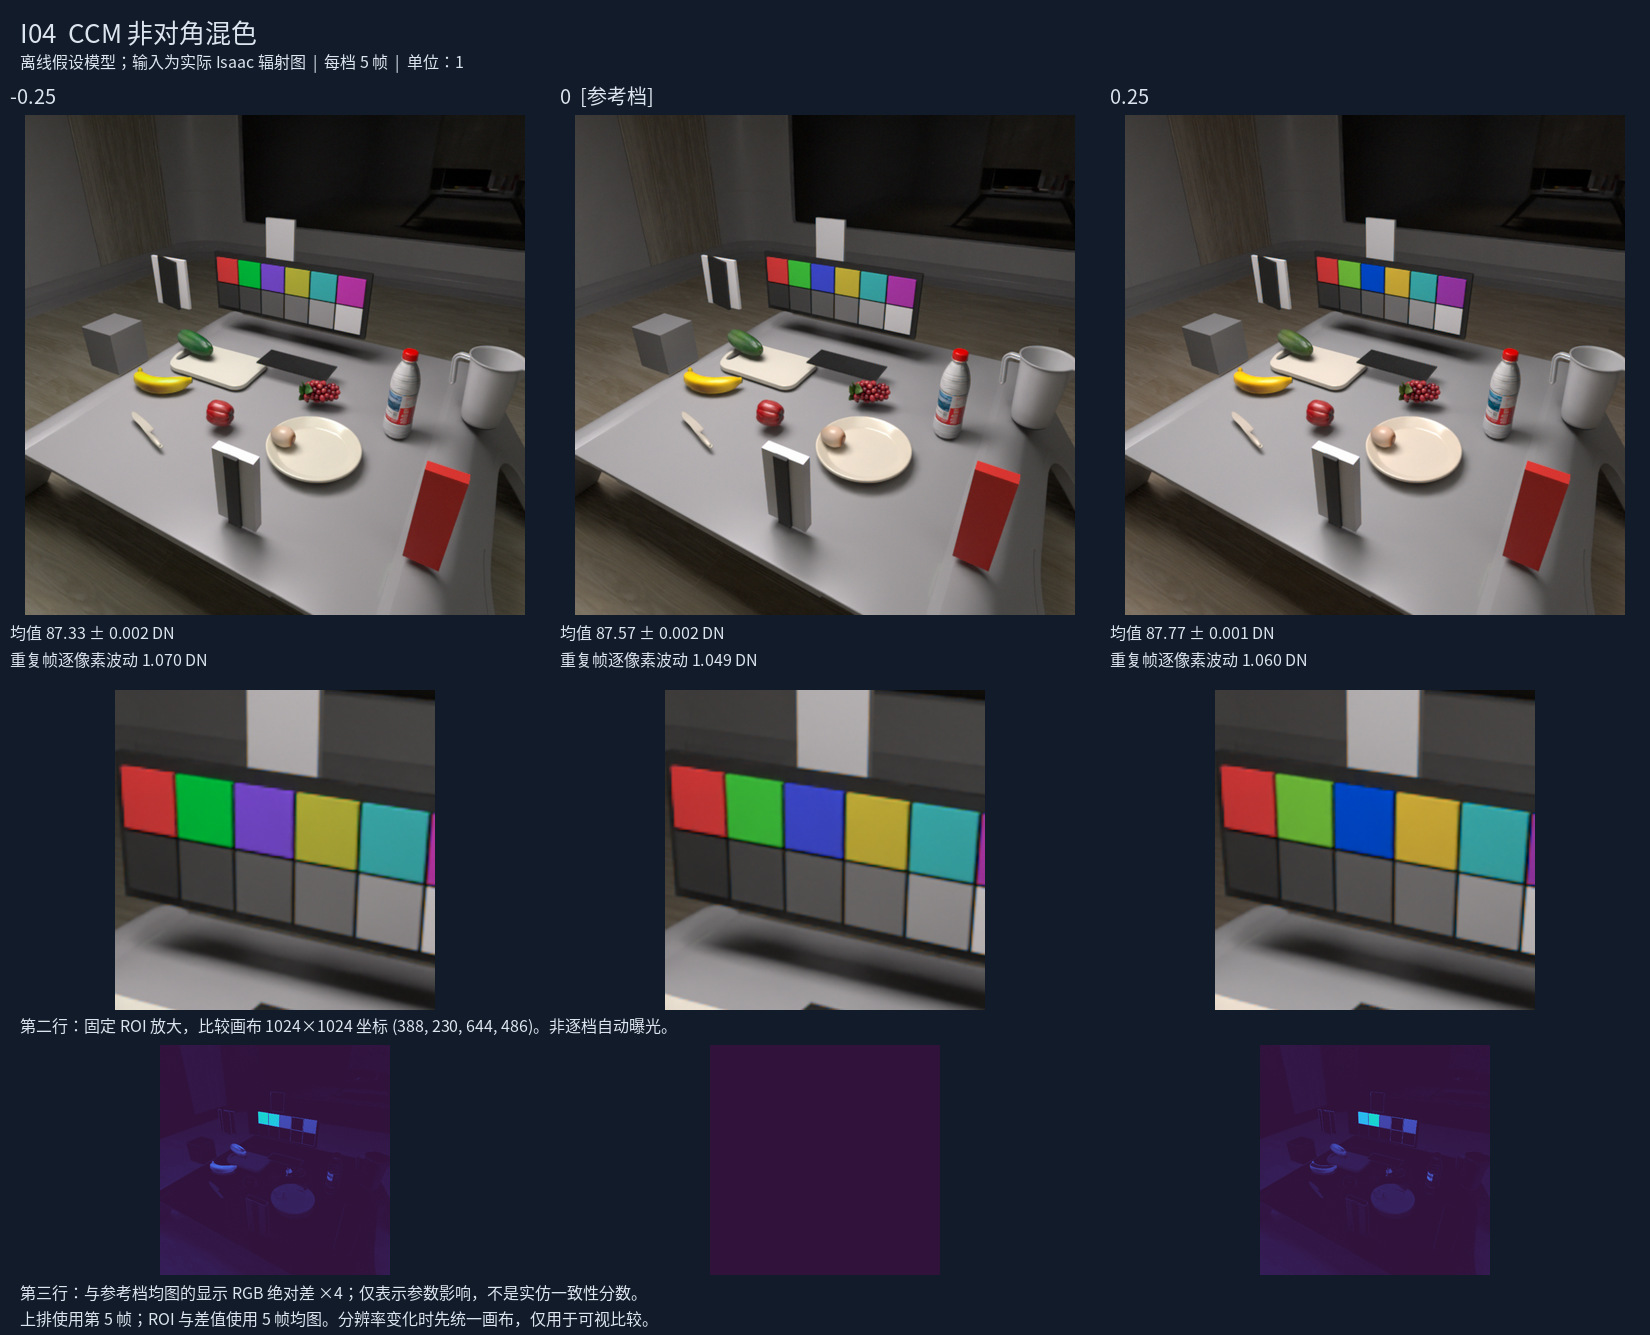 I04 CCM 非对角混色
离线假设模型；输入为实际 Isaac 辐射图 | 每档 5 帧 | 单位：1
-0.25
0 [参考档]
0.25
均值 87.33 ± 0.002 DN
重复帧逐像素波动 1.070 DN
均值 87.57 ± 0.002 DN
重复帧逐像素波动 1.049 DN
均值 87.77 ± 0.001 DN
重复帧逐像素波动 1.060 DN
第二行：固定 ROI 放大，比较画布 1024×1024 坐标 (388, 230, 644, 486)。非逐档自动曝光。
第三行：与参考档均图的显示 RGB 绝对差 ×4；仅表示参数影响，不是实仿一致性分数。
上排使用第 5 帧；ROI 与差值使用 5 帧均图。分辨率变化时先统一画布，仅用于可视比较。